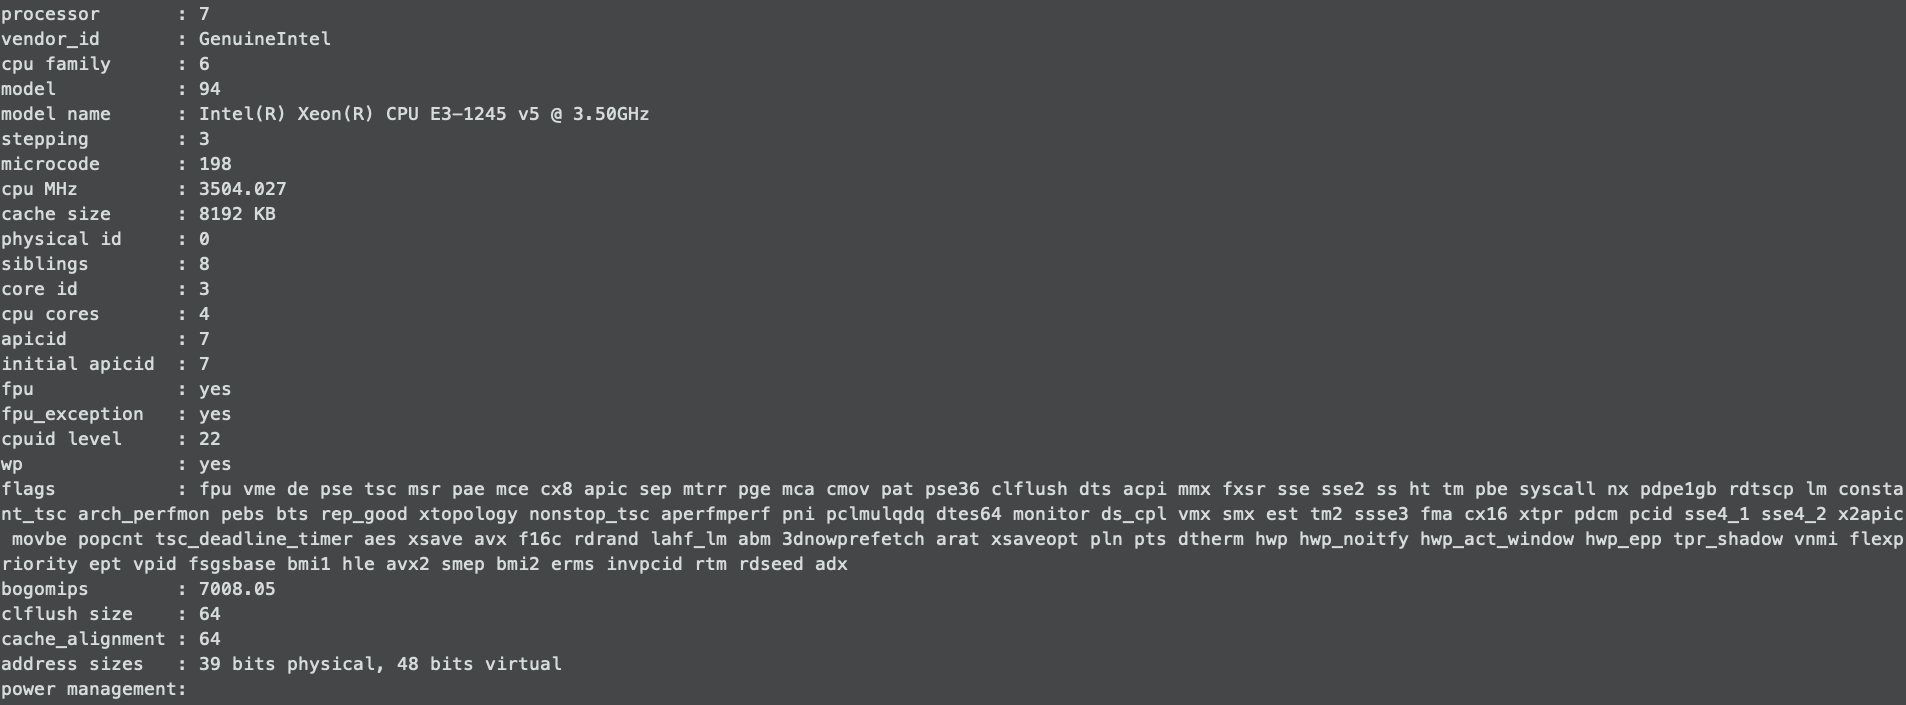 processor       : 7
vendor_id       : GenuineIntel
cpu family      : 6
model           : 94
model name      : Intel(R) Xeon(R) CPU E3-1245 v5 @ 3.50GHz
stepping        : 3
microcode       : 198
cpu MHz         : 3504.027
cache size      : 8192 KB
physical id     : 0
siblings        : 8
core id         : 3
cpu cores       : 4
apicid          : 7
initial apicid  : 7
fpu             : yes
fpu_exception   : yes
cpuid level     : 22
wp              : yes
flags           : fpu vme de pse tsc msr pae mce cx8 apic sep mtrr pge mca cmov pat pse36 clflush dts acpi mmx fxsr sse sse2 ss ht tm pbe syscall nx pdpe1gb rdtscp lm consta
nt_tsc arch_perfmon pebs bts rep_good xtopology nonstop_tsc aperfmperf pni pclmulqdq dtes64 monitor ds_cpl vmx smx est tm2 ssse3 fma cx16 xtpr pdcm pcid sse4_1 sse4_2 x2apic
 movbe popcnt tsc_deadline_timer aes xsave avx f16c rdrand lahf_lm abm 3dnowprefetch arat xsaveopt pln pts dtherm hwp hwp_noitfy hwp_act_window hwp_epp tpr_shadow vnmi flexp
riority ept vpid fsgsbase bmi1 hle avx2 smep bmi2 erms invpcid rtm rdseed adx
bogomips        : 7008.05
clflush size    : 64
cache_alignment : 64
address sizes   : 39 bits physical, 48 bits virtual
power management: